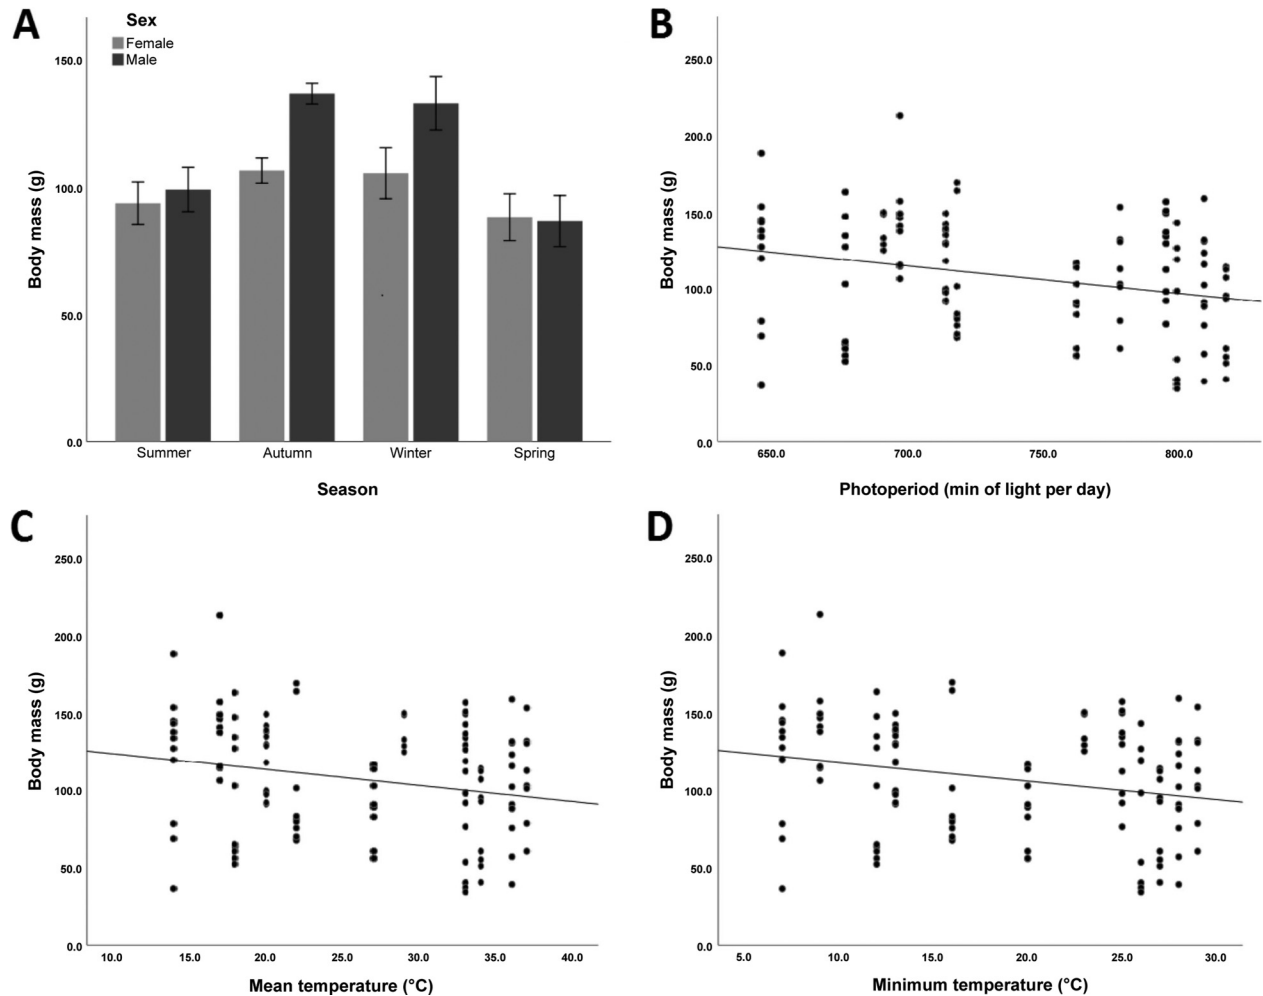 A
Sex
Female
Male
150.0
100.0
50.0
0.0
Body mass (g)
Summer
Autumn
Winter
Spring
Season
B
250.0
200.0
150.0
100.0
50.0
0.0
Body mass (g)
650.0
700.0
750.0
800.0
Photoperiod (min of light per day)
C
250.0
200.0
150.0
100.0
50.0
0.0
Body mass (g)
10.0
15.0
20.0
25.0
30.0
35.0
40.0
Mean temperature (°C)
D
250.0
200.0
150.0
100.0
50.0
0.0
Body mass (g)
5.0
10.0
15.0
20.0
25.0
30.0
Minimum temperature (°C)